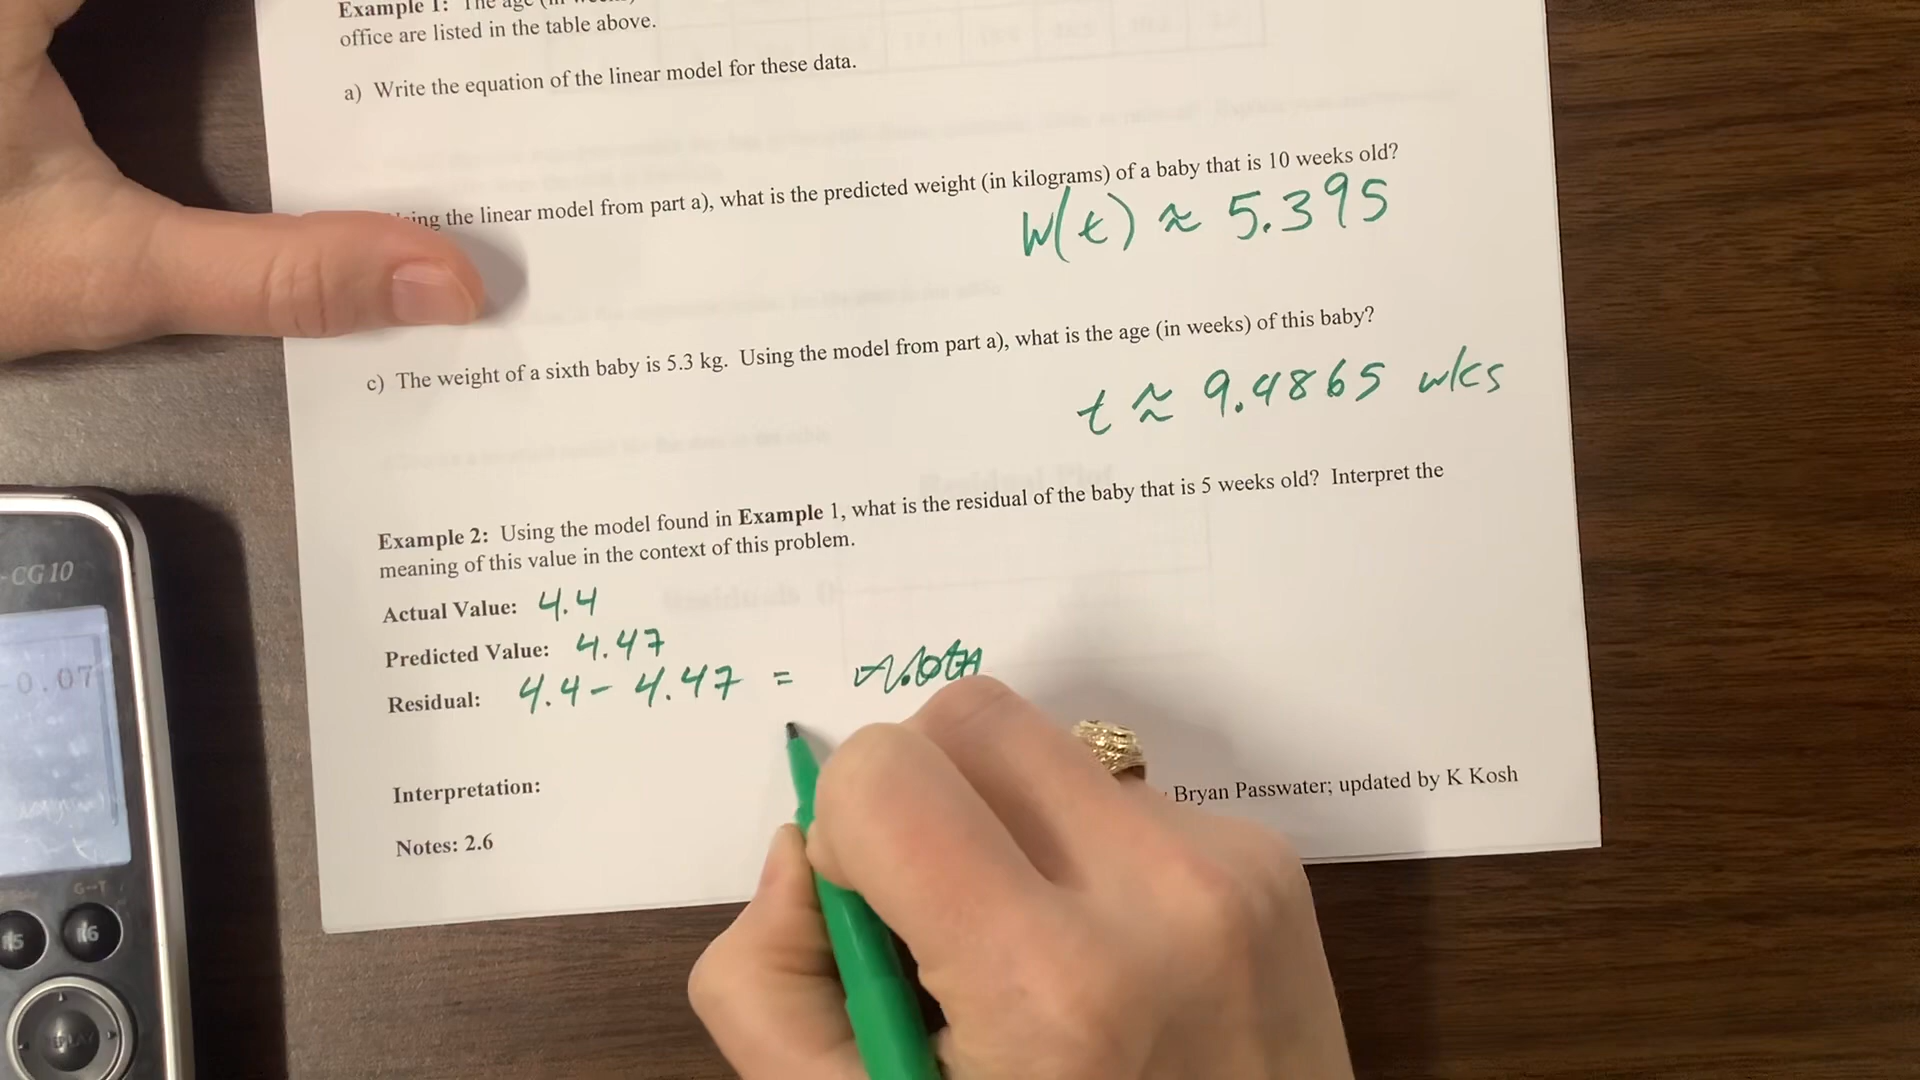 Example 1: The age (in
office are listed in the table above.
a) Write the equation of the linear model for these data.
the linear model from part a), what is the predicted weight (in kilograms) of a baby that is 10 weeks old?
W(t) ≈ 5.395
c) The weight of a sixth baby is 5.3 kg. Using the model from part a), what is the age (in weeks) of this baby?
t ≈ 9.4865 wks
Example 2: Using the model found in Example 1, what is the residual of the baby that is 5 weeks old? Interpret the
meaning of this value in the context of this problem.
Actual Value: 4.4
Predicted Value: 4.47
Residual: 4.4 - 4.47 =
Interpretation:
Bryan Passwater; updated by K Kosh
Notes: 2.6
-CG10
-0.07
G↔T